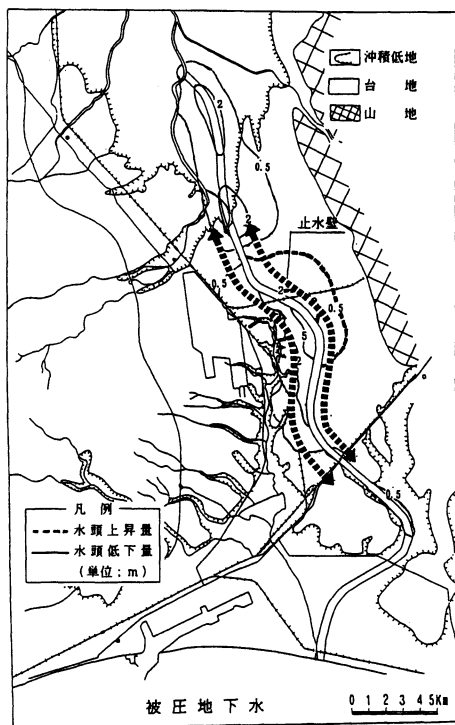 沖積低地
台 地
山 地
2
0.5
2
止水壁
0.5
0.5
5
0.5
凡 例
水頭上昇量
水頭低下量
(単位:m)
被圧地下水
0 1 2 3 4 5Km